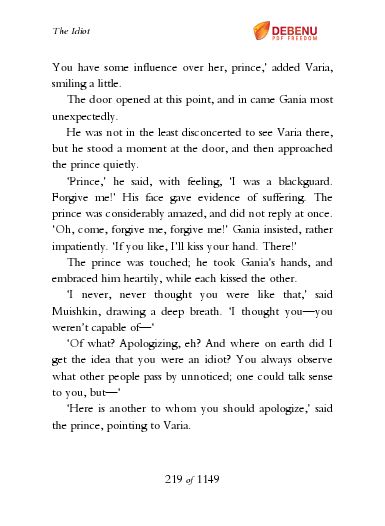 The Idiot
DEBENU
PDF FREEDOM
You have some influence over her, prince,' added Varia,
smiling a little.
The door opened at this point, and in came Gania most
unexpectedly.
He was not in the least disconcerted to see Varia there,
but he stood a moment at the door, and then approached
the prince quietly.
'Prince,' he said, with feeling, 'I was a blackguard.
Forgive me!' His face gave evidence of suffering. The
prince was considerably amazed, and did not reply at once.
'Oh, come, forgive me, forgive me!' Gania insisted, rather
impatiently. 'If you like, I'll kiss your hand. There!'
The prince was touched; he took Gania's hands, and
embraced him heartily, while each kissed the other.
'I never, never thought you were like that,' said
Muishkin, drawing a deep breath. 'I thought you—you
weren't capable of—'
'Of what? Apologizing, eh? And where on earth did I
get the idea that you were an idiot? You always observe
what other people pass by unnoticed; one could talk sense
to you, but—'
'Here is another to whom you should apologize,' said
the prince, pointing to Varia.
219 of 1149